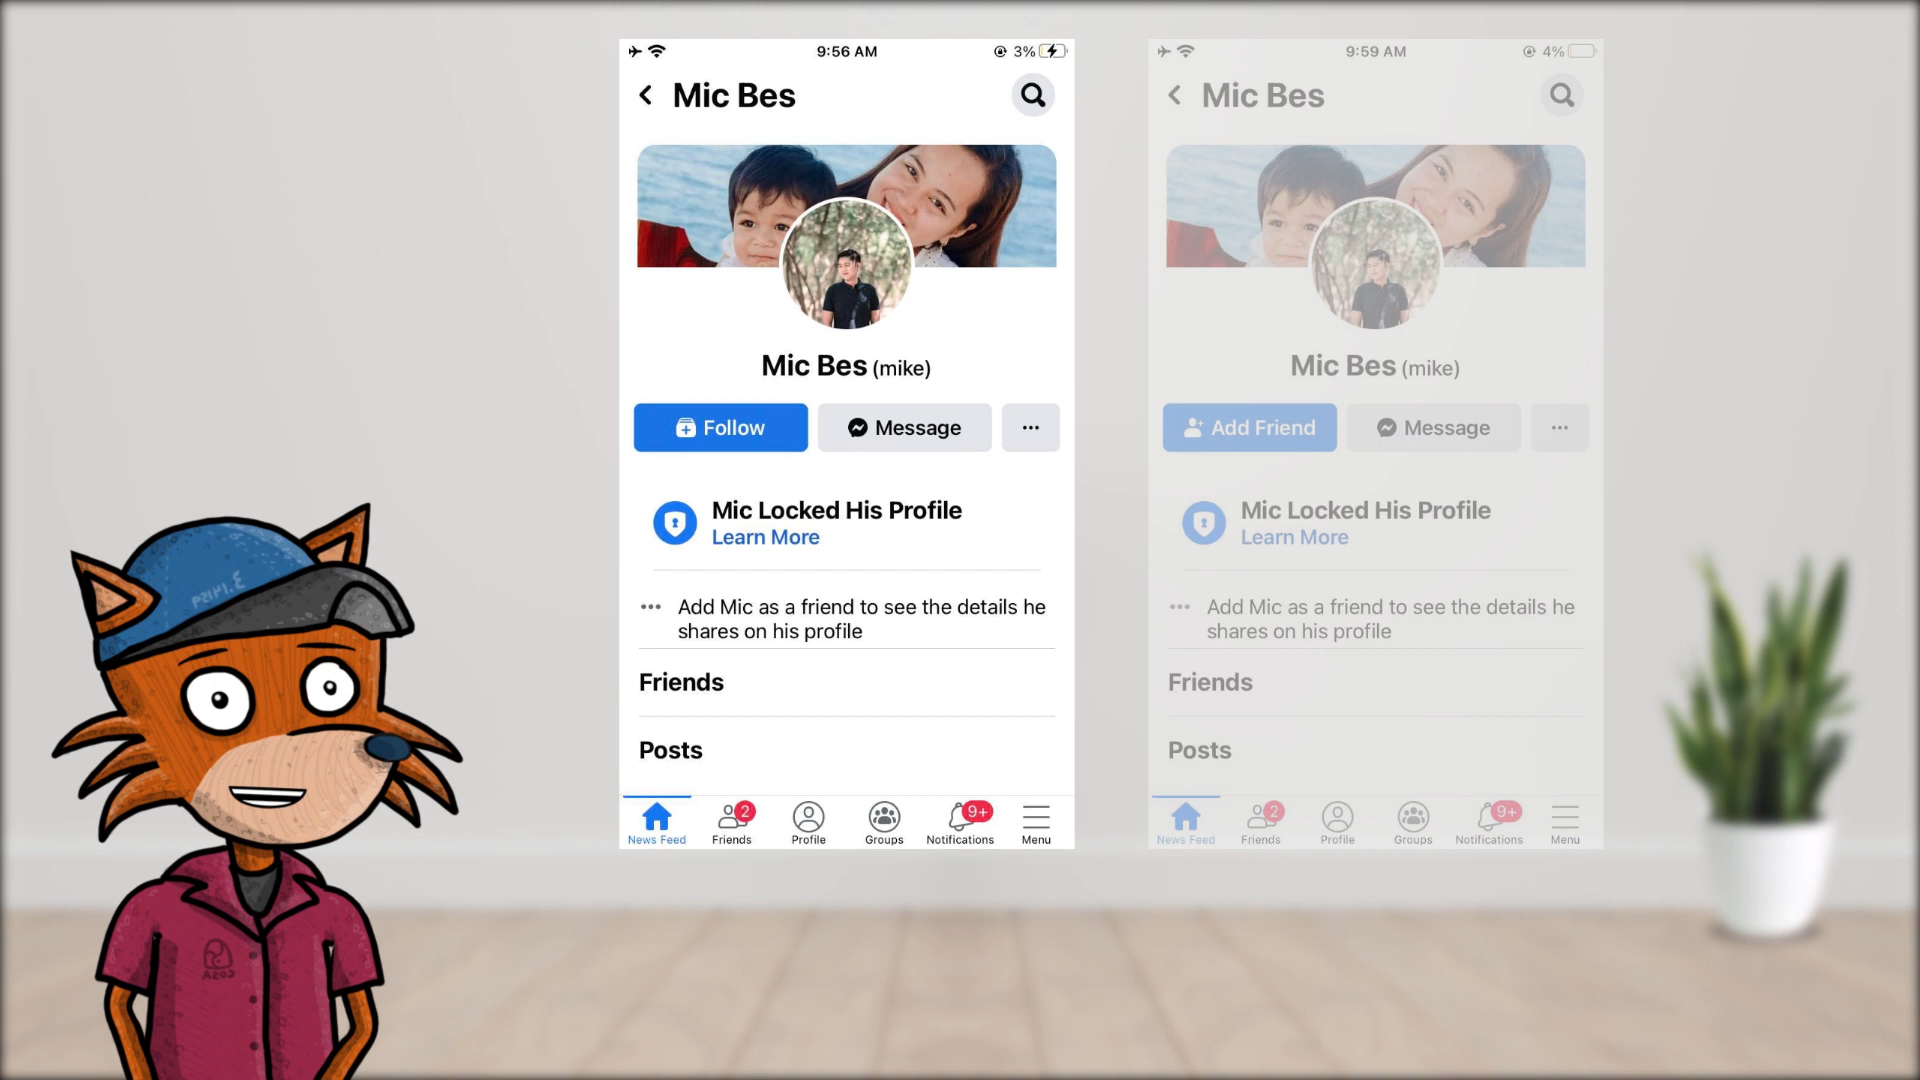 9:56 AM
3%
Mic Bes
Mic Bes (mike)
Follow
Message
Mic Locked His Profile
Learn More
Add Mic as a friend to see the details he
shares on his profile
Friends
Posts
2
9+
News Feed
Friends
Profile
Groups
Notifications
Menu
9:59 AM
4%
Mic Bes
Mic Bes (mike)
Add Friend
Message
Mic Locked His Profile
Learn More
Add Mic as a friend to see the details he
shares on his profile
Friends
Posts
2
9+
News Feed
Friends
Profile
Groups
Notifications
Menu